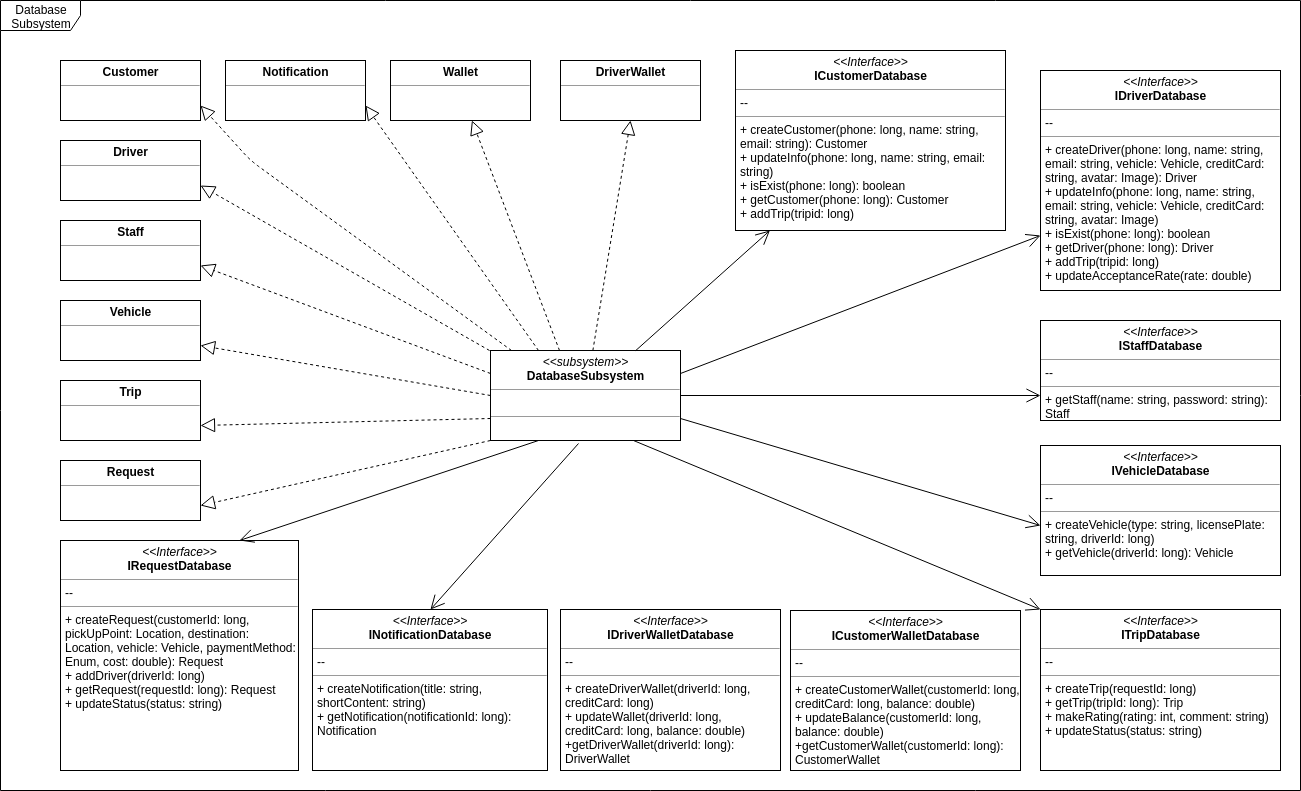 Database
Subsystem
Customer
Notification
Wallet
DriverWallet
<<Interface>>
ICustomerDatabase
--
+ createCustomer(phone: long, name: string,
email: string): Customer
+ updateInfo(phone: long, name: string, email:
string)
+ isExist(phone: long): boolean
+ getCustomer(phone: long): Customer
+ addTrip(tripid: long)
<<Interface>>
IDriverDatabase
--
+ createDriver(phone: long, name: string,
email: string, vehicle: Vehicle, creditCard:
string, avatar: Image): Driver
+ updateInfo(phone: long, name: string,
email: string, vehicle: Vehicle, creditCard:
string, avatar: Image)
+ isExist(phone: long): boolean
+ getDriver(phone: long): Driver
+ addTrip(tripid: long)
+ updateAcceptanceRate(rate: double)
Driver
Staff
Vehicle
Trip
Request
<<subsystem>>
DatabaseSubsystem
<<Interface>>
IStaffDatabase
--
+ getStaff(name: string, password: string):
Staff
<<Interface>>
IVehicleDatabase
--
+ createVehicle(type: string, licensePlate:
string, driverId: long)
+ getVehicle(driverId: long): Vehicle
<<Interface>>
IRequestDatabase
--
+ createRequest(customerId: long,
pickUpPoint: Location, destination:
Location, vehicle: Vehicle, paymentMethod:
Enum, cost: double): Request
+ addDriver(driverId: long)
+ getRequest(requestId: long): Request
+ updateStatus(status: string)
<<Interface>>
INotificationDatabase
--
+ createNotification(title: string,
shortContent: string)
+ getNotification(notificationId: long):
Notification
<<Interface>>
IDriverWalletDatabase
--
+ createDriverWallet(driverId: long,
creditCard: long)
+ updateWallet(driverId: long,
creditCard: long, balance: double)
+getDriverWallet(driverId: long):
DriverWallet
<<Interface>>
ICustomerWalletDatabase
--
+ createCustomerWallet(customerId: long,
creditCard: long, balance: double)
+ updateBalance(customerId: long,
balance: double)
+getCustomerWallet(customerId: long):
CustomerWallet
<<Interface>>
ITripDatabase
--
+ createTrip(requestId: long)
+ getTrip(tripId: long): Trip
+ makeRating(rating: int, comment: string)
+ updateStatus(status: string)